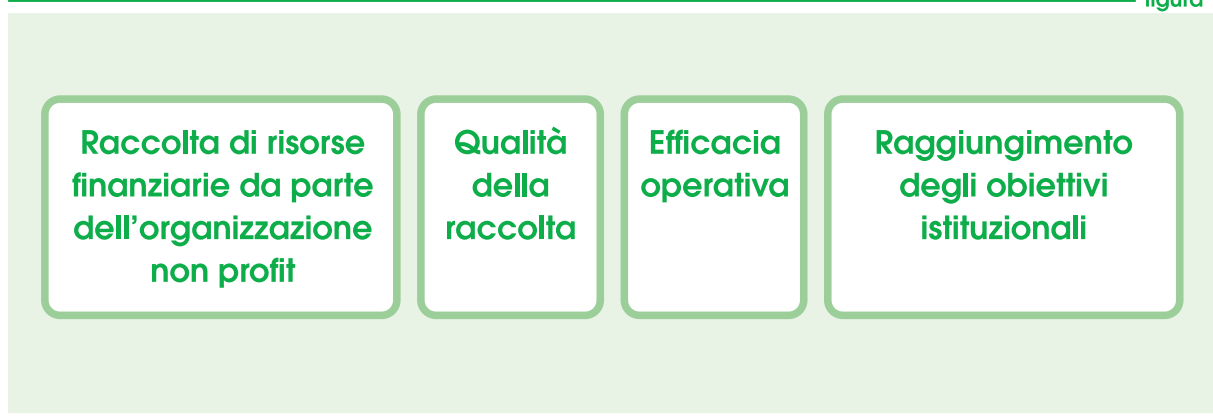 figura
Raccolta di risorse
finanziarie da parte
dell'organizzazione
non profit
Qualità
della
raccolta
Efficacia
operativa
Raggiungimento
degli obiettivi
istituzionali